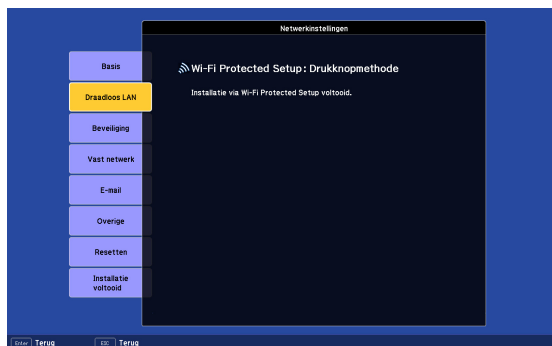 Netwerkinstellingen
Basis
Draadloos LAN
Beveiliging
Vast netwerk
E-mail
Overige
Resetten
Installatie
voltooid
Wi-Fi Protected Setup: Drukknopmethode
Installatie via Wi-Fi Protected Setup voltooid.
Enter Terug
ESC Terug